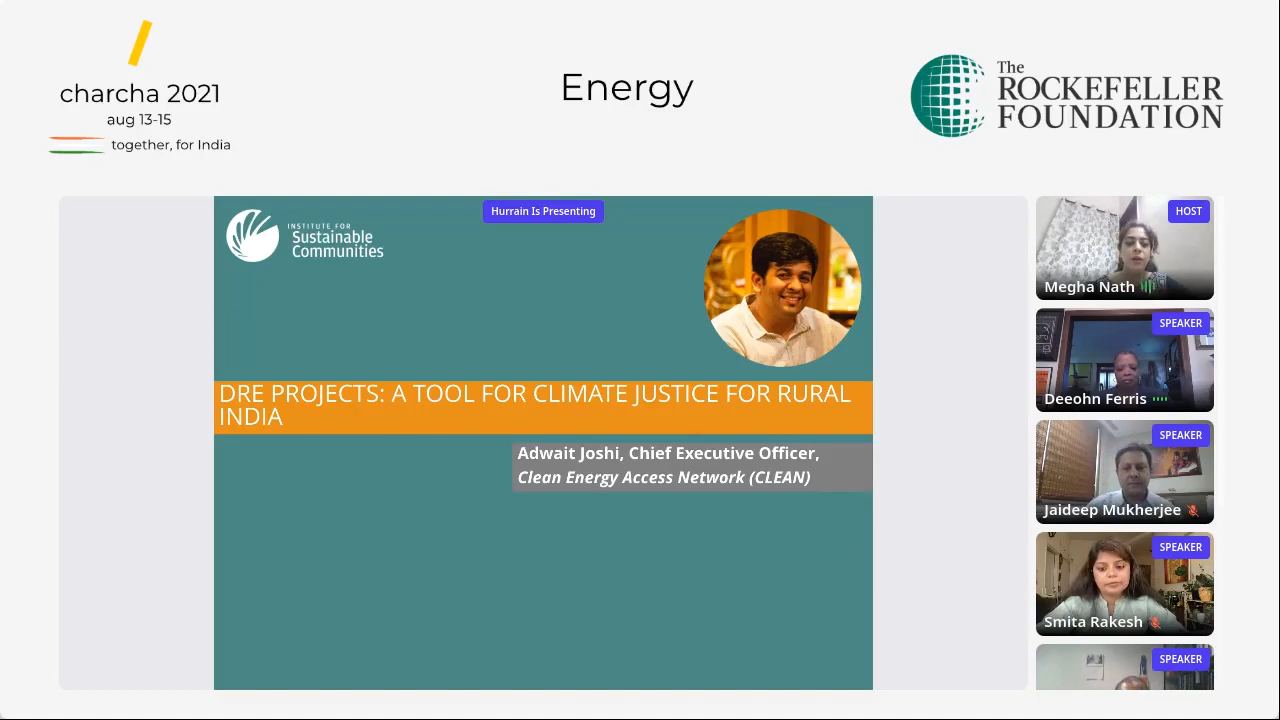 charcha 2021
aug 13-15
together, for India
Energy
The
ROCKEFELLER
FOUNDATION
Hurrain Is Presenting
INSTITUTE FOR
Sustainable
Communities
DRE PROJECTS: A TOOL FOR CLIMATE JUSTICE FOR RURAL
INDIA
Adwait Joshi, Chief Executive Officer,
Clean Energy Access Network (CLEAN)
HOST
Megha Nath
SPEAKER
Deeohn Ferris
SPEAKER
Jaideep Mukherjee
SPEAKER
Smita Rakesh
SPEAKER